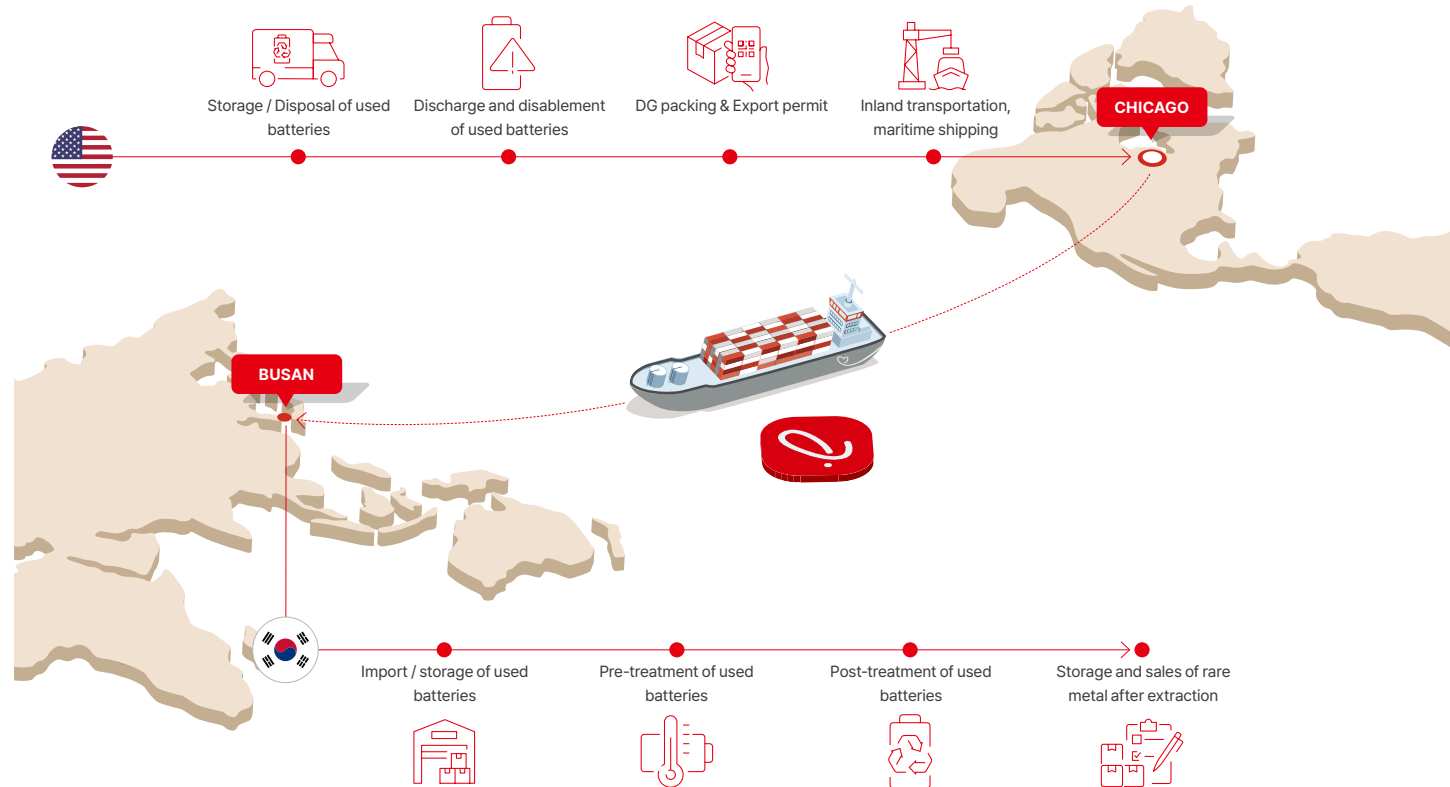 Storage / Disposal of used
batteries
Discharge and disablement
of used batteries
DG packing & Export permit
Inland transportation,
maritime shipping
CHICAGO
BUSAN
Import / storage of used
batteries
Pre-treatment of used
batteries
Post-treatment of used
batteries
Storage and sales of rare
metal after extraction